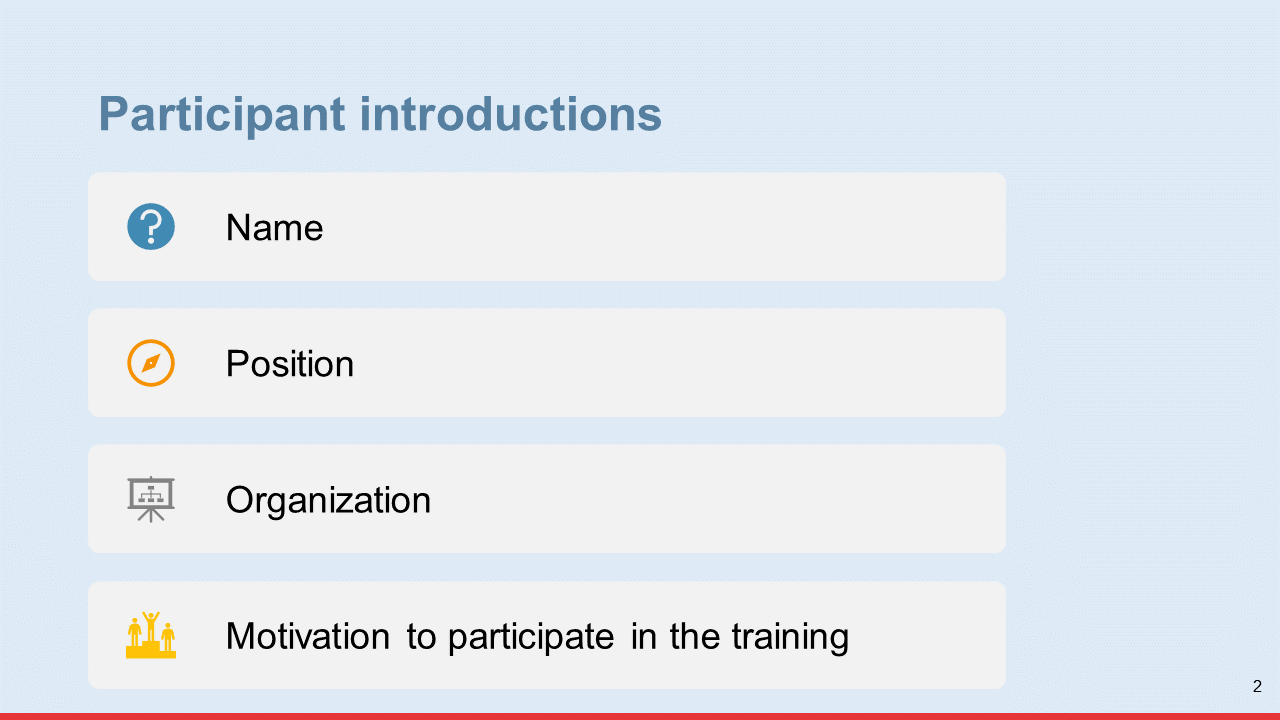 Participant introductions
Name
Position
Organization
Motivation to participate in the training
2